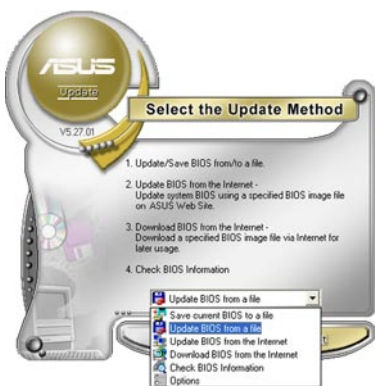 ASUS
Update
V5.27.01
Select the Update Method
1. Update/Save BIOS from/to a file.
2. Update BIOS from the Internet -
Update system BIOS using a specified BIOS image file
on ASUS Web Site.
3. Download BIOS from the Internet -
Download a specified BIOS image file via Internet for
later usage.
4. Check BIOS Information
Update BIOS from a file
Save current BIOS to a file
Update BIOS from a file
Update BIOS from the Internet
Download BIOS from the Internet
Check BIOS Information
Options